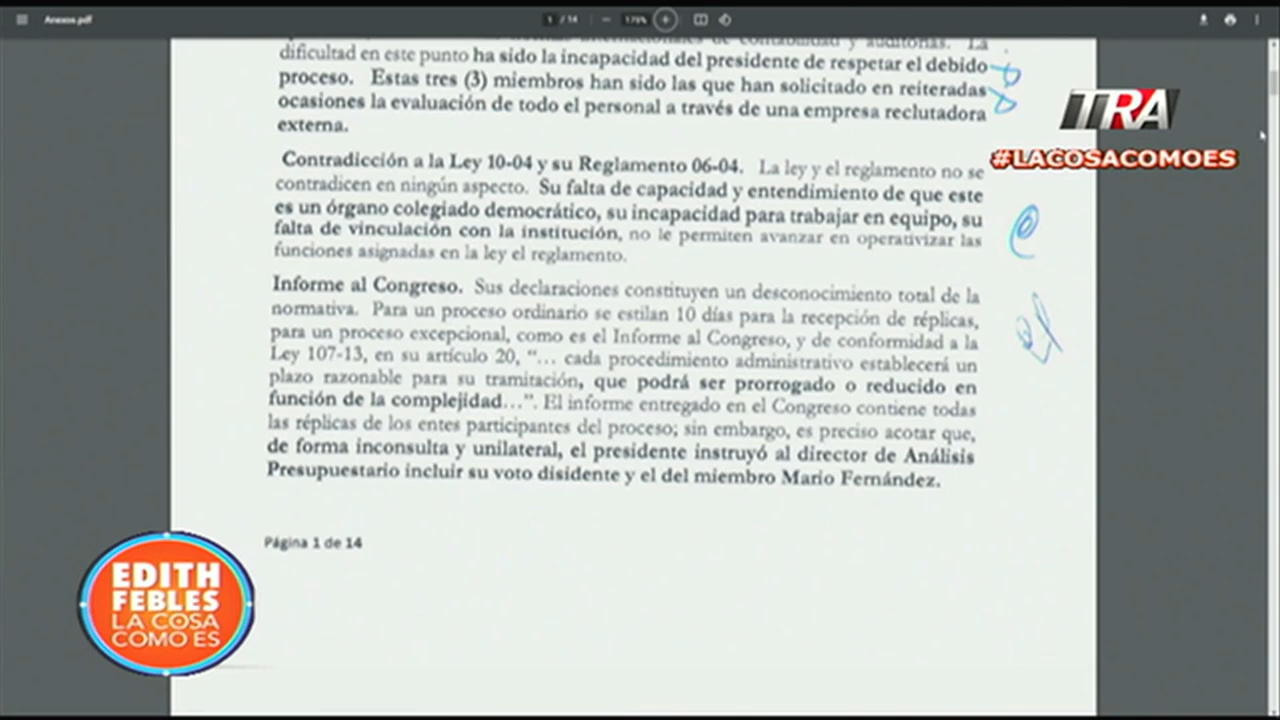 Anexos.pdf
1 / 14
175%
internacionales de contabilidad y auditorias. La
dificultad en este punto ha sido la incapacidad del presidente de respetar el debido
proceso. Estas tres (3) miembros han sido las que han solicitado en reiteradas
ocasiones la evaluación de todo el personal a través de una empresa reclutadora
externa.
Contradicción a la Ley 10-04 y su Reglamento 06-04. La ley y el reglamento no se
contradicen en ningún aspecto. Su falta de capacidad y entendimiento de que este
es un órgano colegiado democrático, su incapacidad para trabajar en equipo, su
falta de vinculación con la institución, no le permiten avanzar en operativizar las
funciones asignadas en la ley el reglamento.
Informe al Congreso. Sus declaraciones constituyen un desconocimiento total de la
normativa. Para un proceso ordinario se estilan 10 días para la recepción de réplicas,
para un proceso excepcional, como es el Informe al Congreso, y de conformidad a la
Ley 107-13, en su artículo 20, “... cada procedimiento administrativo establecerá un
plazo razonable para su tramitación, que podrá ser prorrogado o reducido en
función de la complejidad...”. El informe entregado en el Congreso contiene todas
las réplicas de los entes participantes del proceso; sin embargo, es preciso acotar que,
de forma inconsulta y unilateral, el presidente instruyó al director de Análisis
Presupuestario incluir su voto disidente y el del miembro Mario Fernández.
Página 1 de 14
TRA
#LACOSACOMOES
EDITH
FEBLES
LA COSA
COMO ES